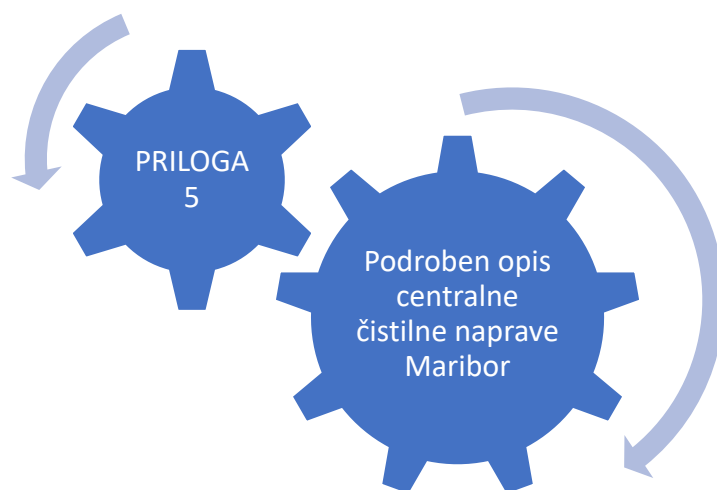 PRILOGA
5
Podroben opis
centralne
čistilne naprave
Maribor